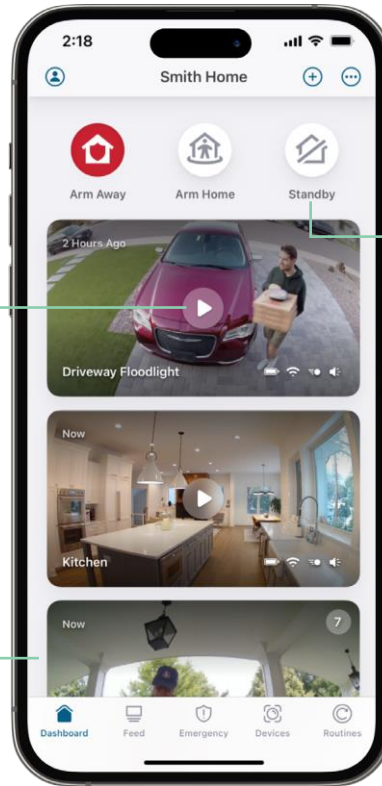 2:18
Smith Home
Arm Away Arm Home Standby
2 Hours Ago
Driveway Floodlight
Now
Kitchen
Now
7
Dashboard Feed Emergency Devices Routines